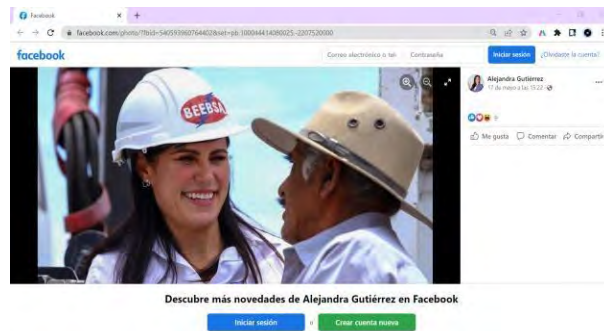 Facebook
facebook.com/photo/?fbid=
facebook
Correo electrónico o tel
Contraseña
Iniciar sesión
¿Olvidaste la cuenta?
BEEBSA
Alejandra Gutiérrez
17 de mayo a las 15:22
Me gusta
Comentar
Compartir
Descubre más novedades de Alejandra Gutiérrez en Facebook
Iniciar sesión
o
Crear cuenta nueva